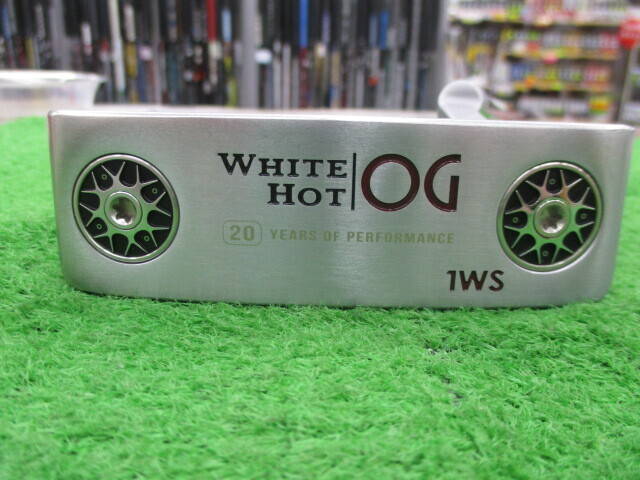 WHITE HOT OG
20 YEARS OF PERFORMANCE
1WS